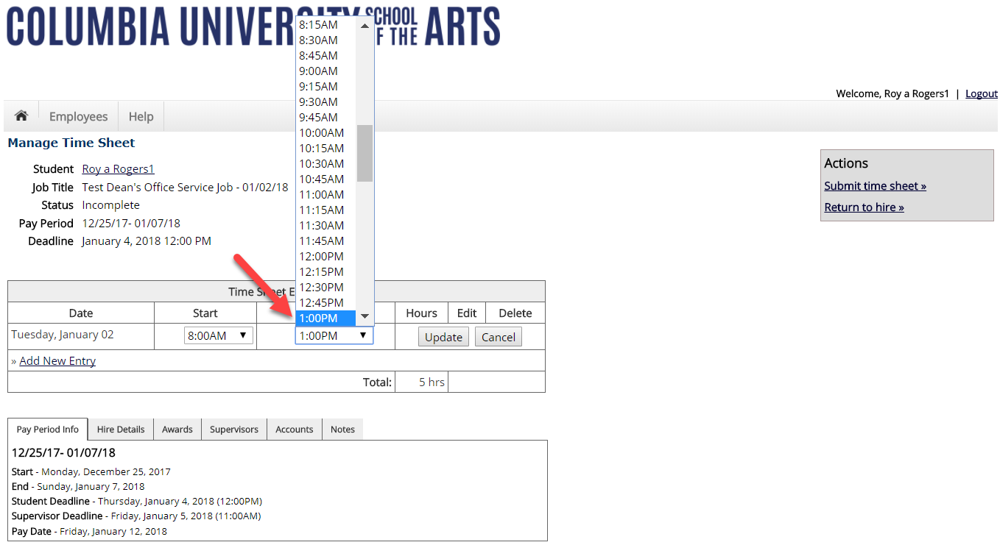 COLUMBIA UNIVER SCHOOL F THE ARTS
8:15AM
8:30AM
8:45AM
9:00AM
9:15AM
9:30AM
9:45AM
10:00AM
10:15AM
10:30AM
10:45AM
11:00AM
11:15AM
11:30AM
11:45AM
12:00PM
12:15PM
12:30PM
12:45PM
1:00PM
Welcome, Roy a Rogers1 | Logout
Employees Help
Manage Time Sheet
Student Roy a Rogers1
Job Title Test Dean's Office Service Job - 01/02/18
Status Incomplete
Pay Period 12/25/17- 01/07/18
Deadline January 4, 2018 12:00 PM
Actions
Submit time sheet »
Return to hire »
Time Sheet E
Date Start Hours Edit Delete
Tuesday, January 02 8:00AM 1:00PM Update Cancel
» Add New Entry
Total: 5 hrs
Pay Period Info Hire Details Awards Supervisors Accounts Notes
12/25/17- 01/07/18
Start - Monday, December 25, 2017
End - Sunday, January 7, 2018
Student Deadline - Thursday, January 4, 2018 (12:00PM)
Supervisor Deadline - Friday, January 5, 2018 (11:00AM)
Pay Date - Friday, January 12, 2018